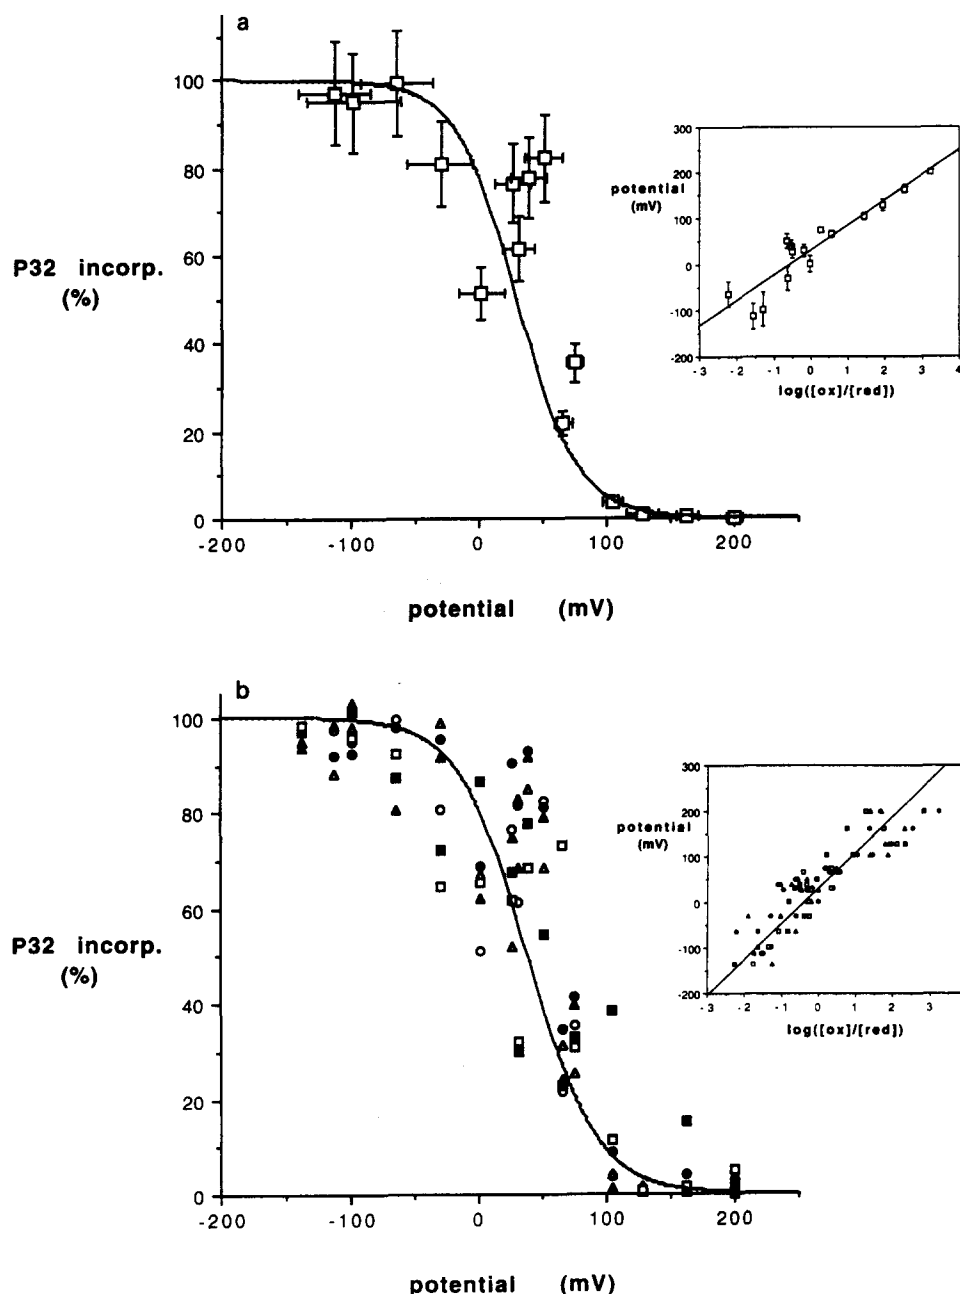 a
100
80
60
40
20
0
P32 incorp.
(%)
-200 -100 0 100 200
potential (mV)
300
200
100
0
-100
-200
potential
(mV)
-3 -2 -1 0 1 2 3 4
log([ox]/[red])
b
100
80
60
40
20
0
P32 incorp.
(%)
-200 -100 0 100 200
potential (mV)
300
200
100
0
-100
-200
potential
(mV)
-3 -2 -1 0 1 2 3
log([ox]/[red])